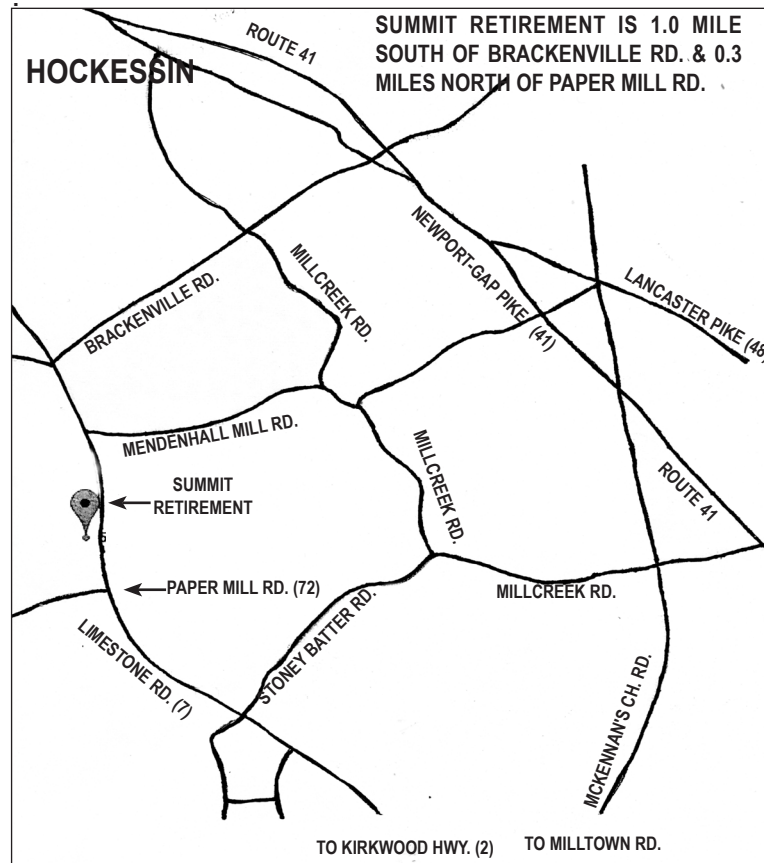 ROUTE 41
SUMMIT RETIREMENT IS 1.0 MILE
SOUTH OF BRACKENVILLE RD. & 0.3
MILES NORTH OF PAPER MILL RD.
HOCKESSIN
NEWPORT-GAP PIKE (41)
LANCASTER PIKE (48)
MILLCREEK RD.
BRACKENVILLE RD.
MENDENHALL MILL RD.
MILLCREEK RD.
ROUTE 41
SUMMIT
RETIREMENT
5
PAPER MILL RD. (72)
MILLCREEK RD.
STONEY BATTER RD.
LIMESTONE RD. (7)
MCKENNAN'S CH. RD.
TO KIRKWOOD HWY. (2)
TO MILLTOWN RD.